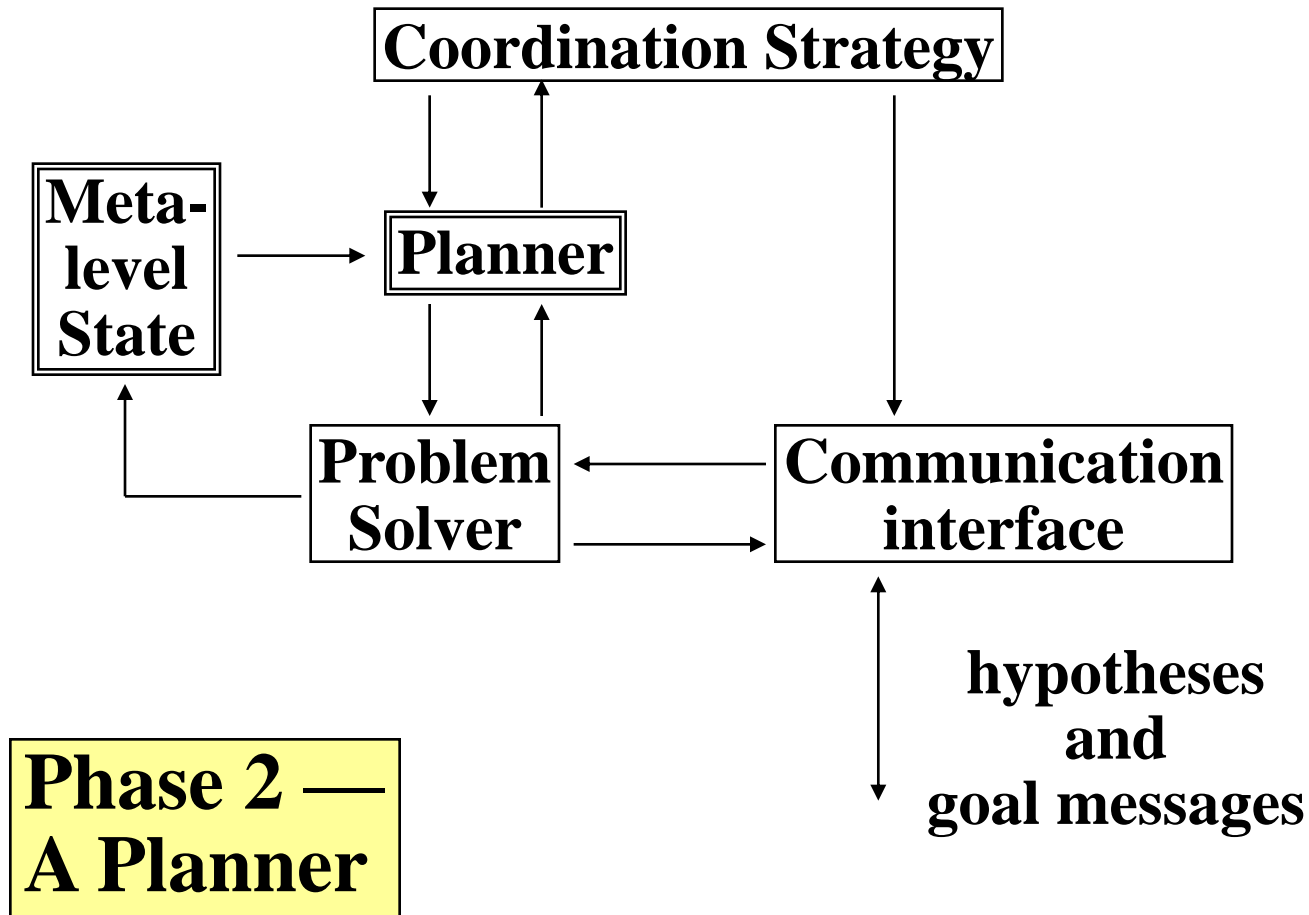 Coordination Strategy
Meta-
level
State
Planner
Problem
Solver
Communication
interface
hypotheses
and
goal messages
Phase 2 —
A Planner